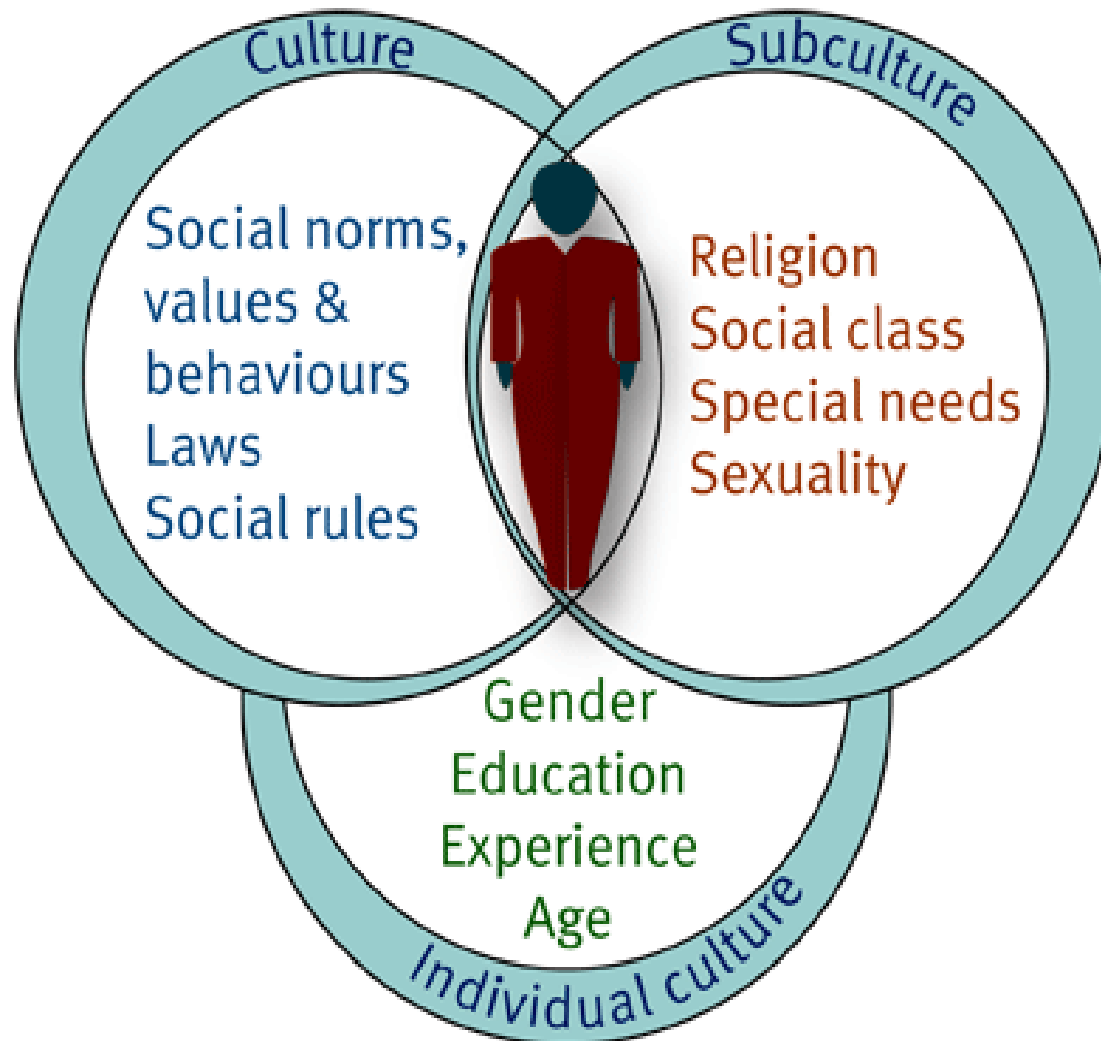 Culture
Subculture
Social norms,
values &
behaviours
Laws
Social rules
Religion
Social class
Special needs
Sexuality
Gender
Education
Experience
Age
Individual culture